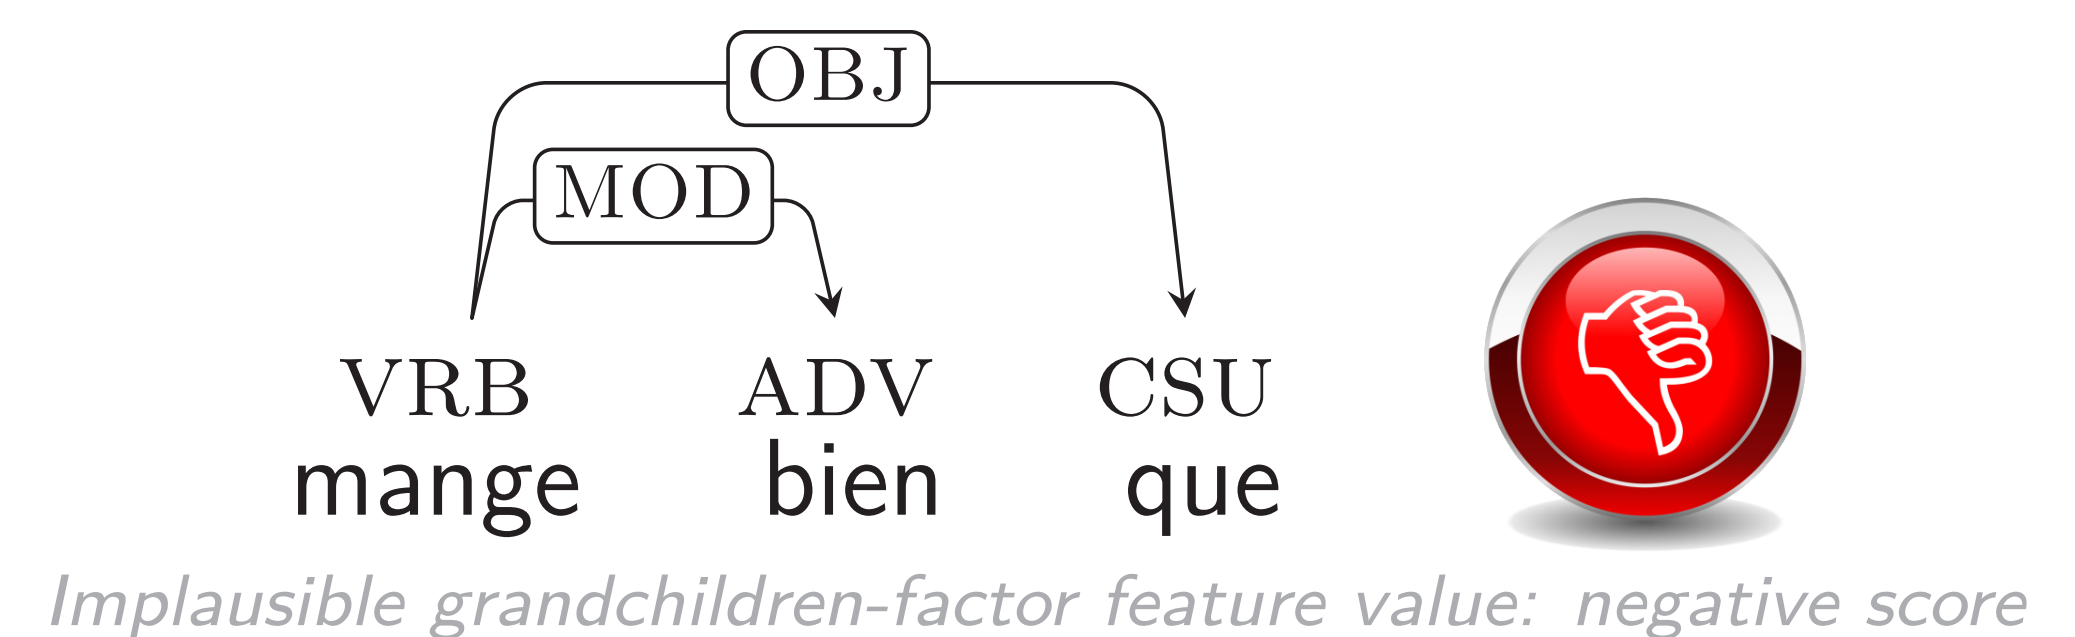 OBJ
MOD
VRB ADV CSU
mange bien que
Implausible grandchildren-factor feature value: negative score